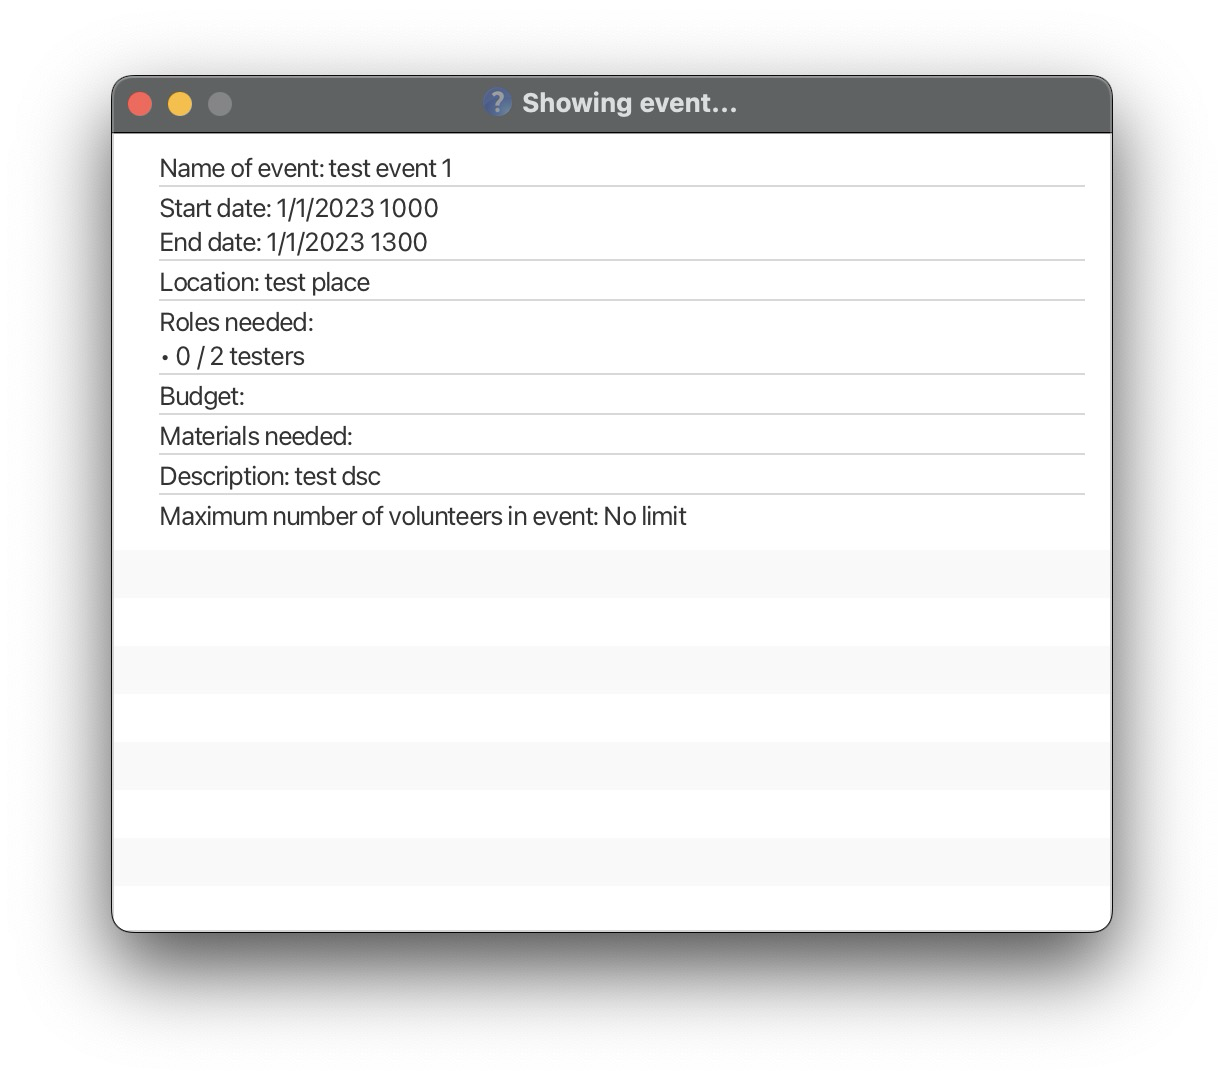 Showing event...
Name of event: test event 1
Start date: 1/1/2023 1000
End date: 1/1/2023 1300
Location: test place
Roles needed:
• 0 / 2 testers
Budget:
Materials needed:
Description: test dsc
Maximum number of volunteers in event: No limit